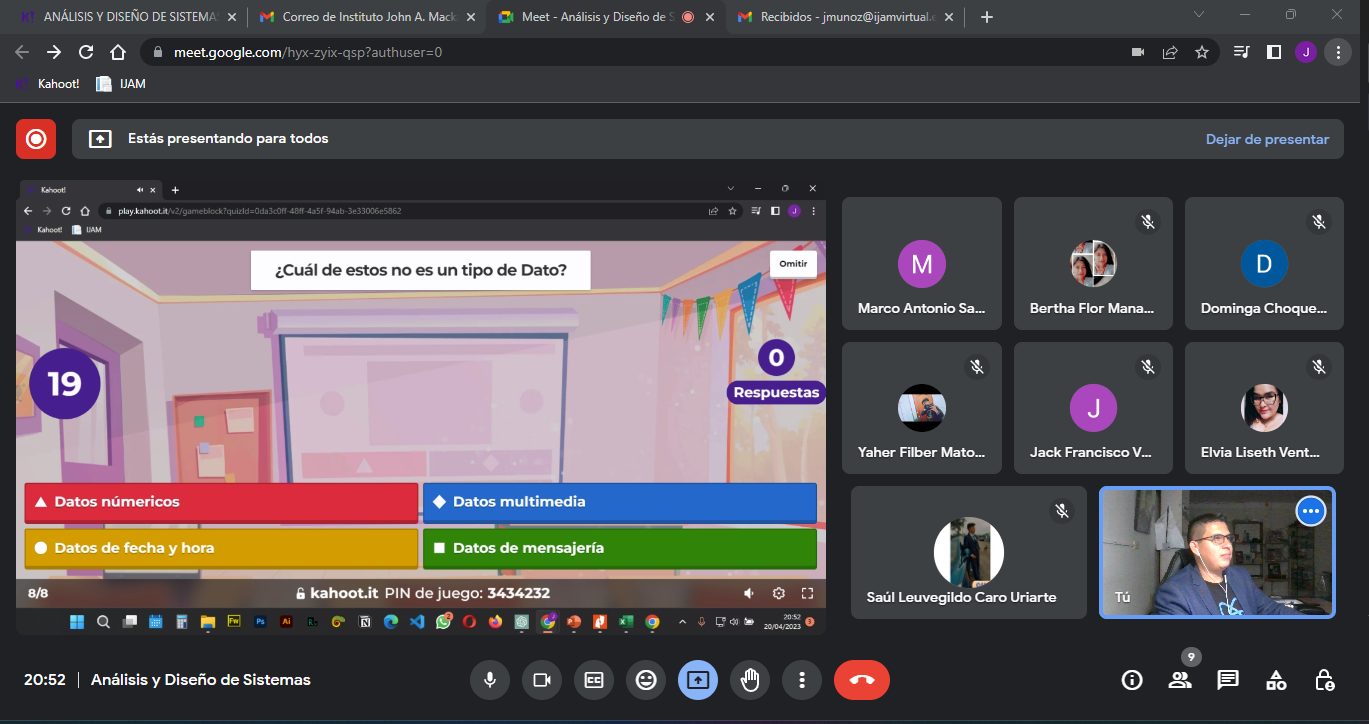 ANÁLISIS Y DISEÑO DE SISTEMA
Correo de Instituto John A. Mack
Meet - Análisis y Diseño de S
Recibidos - jmunoz@ijamvirtual.e
meet.google.com/hyx-zyix-qsp?authuser=0
J
Kahoot!
IJAM
Estás presentando para todos
Dejar de presentar
Kahoot!
play.kahoot.it/v2/gameblock?quizId=0da3c0ff-48ff-4a5f-94ab-3e33006e5862
J
Kahoot!
IJAM
¿Cuál de estos no es un tipo de Dato?
Omitir
19
0
Respuestas
Datos númericos
Datos multimedia
Datos de fecha y hora
Datos de mensajería
8/8
kahoot.it PIN de juego: 3434232
Fw
Ps
Ai
20:52
20/04/2023
3
M
Marco Antonio Sa...
Bertha Flor Mana...
D
Dominga Choque...
Yaher Filber Mato...
J
Jack Francisco V...
Elvia Liseth Vent...
Saúl Leuvegildo Caro Uriarte
Tú
20:52
Análisis y Diseño de Sistemas
9